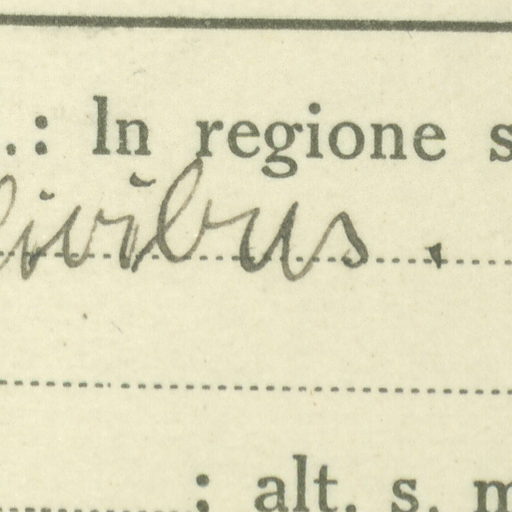 .: In regione s
livibus.
; alt. s. m